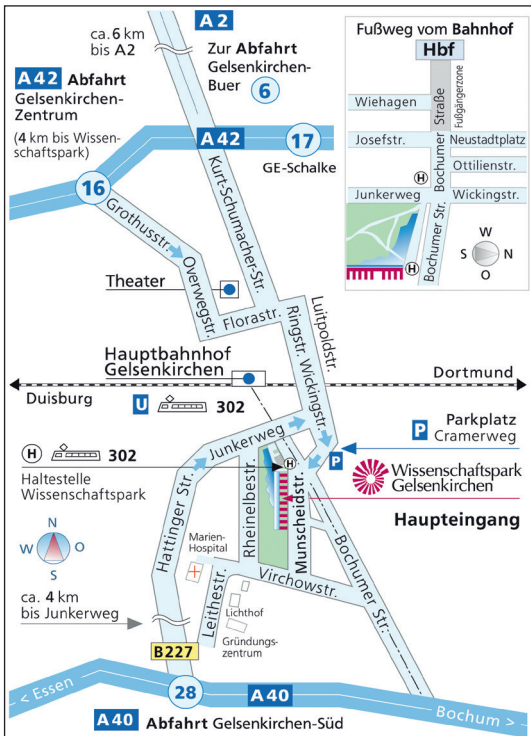 ca. 6 km
bis A2
A 2
Zur Abfahrt
Gelsenkirchen-
Buer
6
A 42 Abfahrt
Gelsenkirchen-
Zentrum
(4 km bis Wissen-
schaftspark)
A 42
17
GE-Schalke
16
Grothusstr.
Overwegstr.
Kurt-Schumacher-Str.
Theater
Florastr.
Luitpoldstr.
Ringstr.
Wickingstr.
Hauptbahnhof
Gelsenkirchen
Duisburg
Dortmund
U 302
H 302
Haltestelle
Wissenschaftspark
Junkerweg
H
P
P Parkplatz
Cramerweg
Wissenschaftspark
Gelsenkirchen
Haupteingang
Hattinger Str.
Rheinelbestr.
Munscheidstr.
Bochumer Str.
N
W O
S
Marien-
Hospital
Virchowstr.
Leithestr.
Lichthof
Gründungs-
zentrum
ca. 4 km
bis Junkerweg
B227
28
< Essen
A 40
Bochum >
A 40 Abfahrt Gelsenkirchen-Süd
Fußweg vom Bahnhof
Hbf
Bochumer Straße
Fußgängerzone
Wiehagen
Josefstr.
Neustadtplatz
Ottilienstr.
H
Junkerweg
Wickingstr.
Bochumer Str.
H
W
S N
O